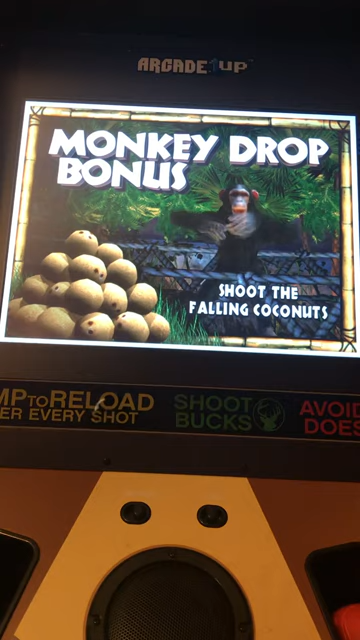 ARCADE1UP
MONKEY DROP
BONUS
SHOOT THE
FALLING COCONUTS
MP TO RELOAD
ER EVERY SHOT
SHOOT
BUCKS
AVOID
DOES